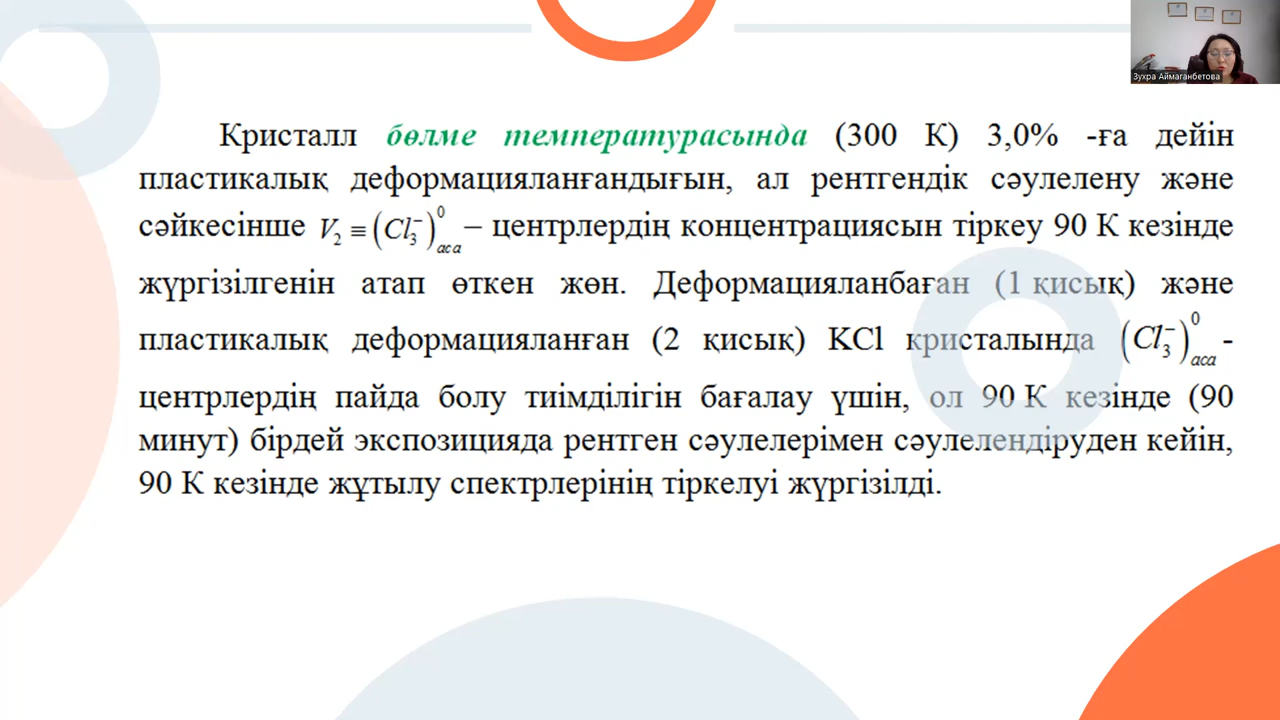 Зухра Аймаганбетова
Кристалл бөлме температурасында (300 К) 3,0% -ға дейін
пластикалық деформацияланғандығын, ал рентгендік сәулелену және
сәйкесінше V₂ ≡ (Cl₃⁻)⁰аса – центрлердің концентрациясын тіркеу 90 К кезінде
жүргізілгенін атап өткен жөн. Деформацияланбаған (1 қисық) және
пластикалық деформацияланған (2 қисық) KCl кристалында (Cl₃⁻)⁰аса -
центрлердің пайда болу тиімділігін бағалау үшін, ол 90 К кезінде (90
минут) бірдей экспозицияда рентген сәулелерімен сәулелендіруден кейін,
90 К кезінде жұтылу спектрлерінің тіркелуі жүргізілді.